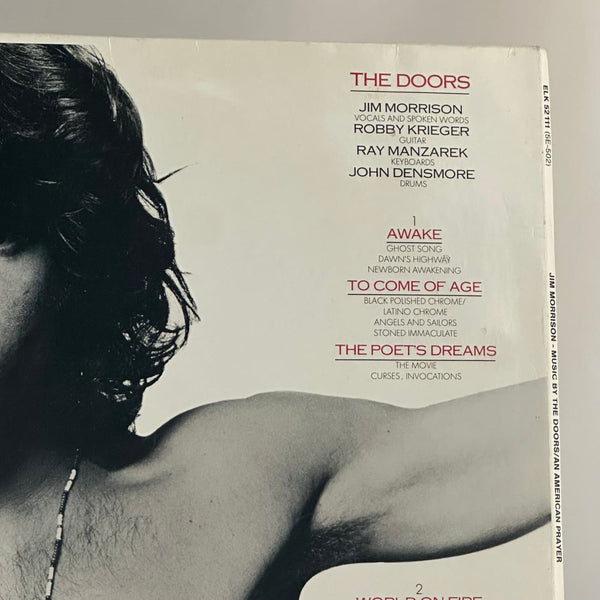 THE DOORS
JIM MORRISON
VOCALS AND SPOKEN WORDS
ROBBY KRIEGER
GUITAR
RAY MANZAREK
KEYBOARDS
JOHN DENSMORE
DRUMS
1
AWAKE
GHOST SONG
DAWN'S HIGHWAY
NEWBORN AWAKENING
TO COME OF AGE
BLACK POLISHED CHROME/
LATINO CHROME
ANGELS AND SAILORS
STONED IMMACULATE
THE POET'S DREAMS
THE MOVIE
CURSES, INVOCATIONS
2
WORLD ON FIRE
ELK 52 111 (5E-502)
JIM MORRISON - MUSIC BY THE DOORS/AN AMERICAN PRAYER